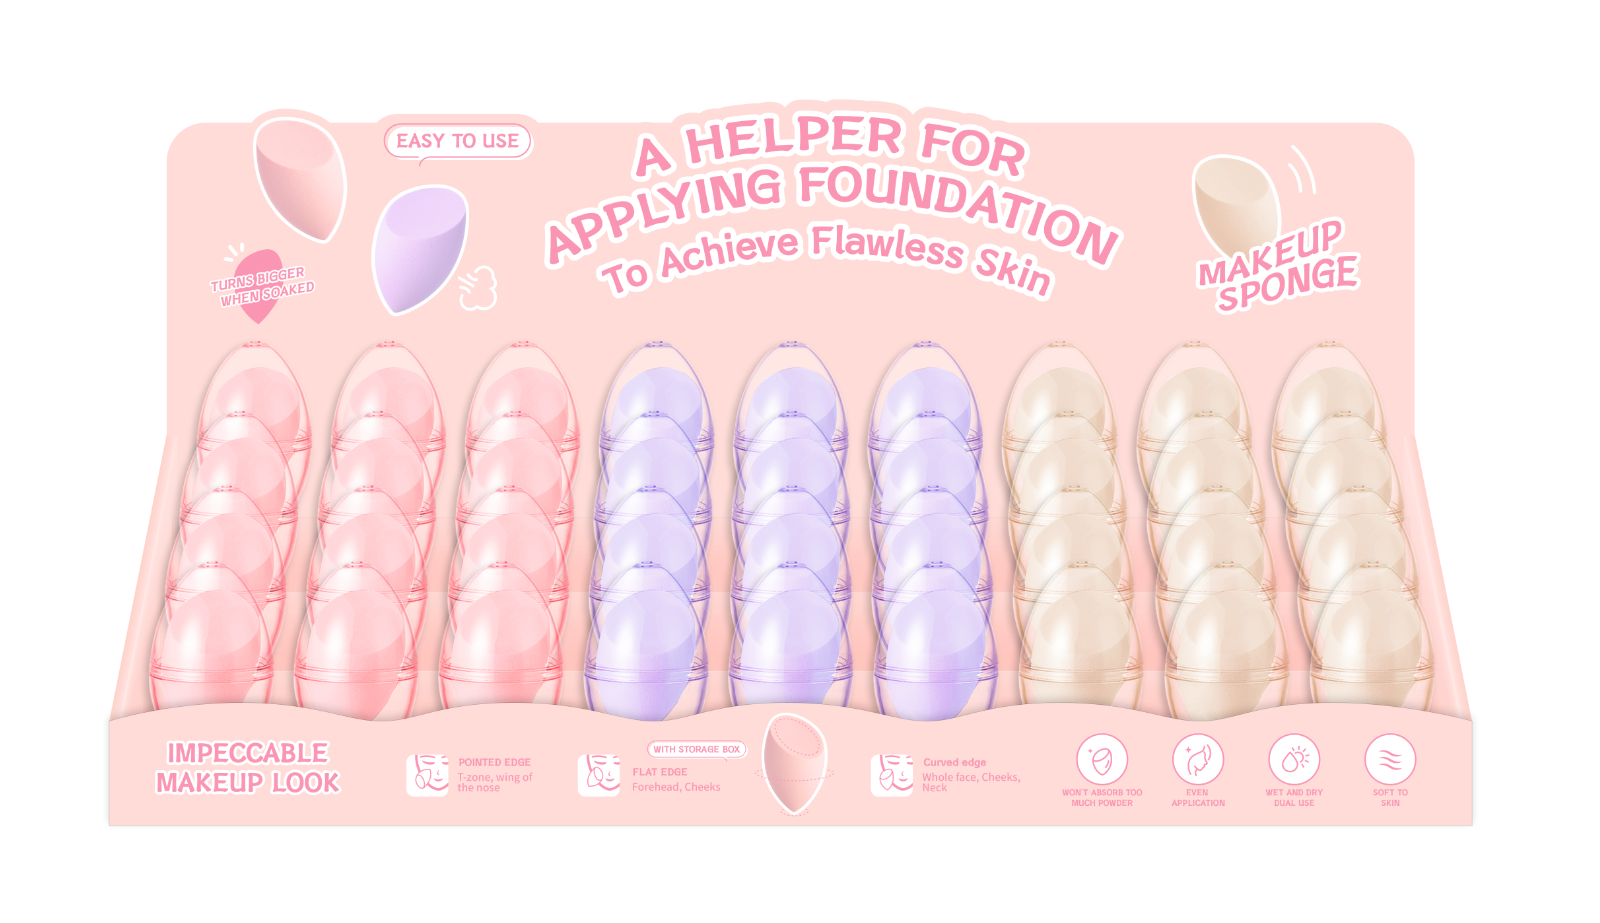 EASY TO USE
A HELPER FOR
APPLYING FOUNDATION
To Achieve Flawless Skin
TURNS BIGGER
WHEN SOAKED
MAKEUP
SPONGE
IMPECCABLE
MAKEUP LOOK
POINTED EDGE
T-zone, wing of
the nose
WITH STORAGE BOX
FLAT EDGE
Forehead, Cheeks
Curved edge
Whole face, Cheeks,
Neck
WON'T ABSORB TOO
MUCH POWDER
EVEN
APPLICATION
WET AND DRY
DUAL USE
SOFT TO
SKIN